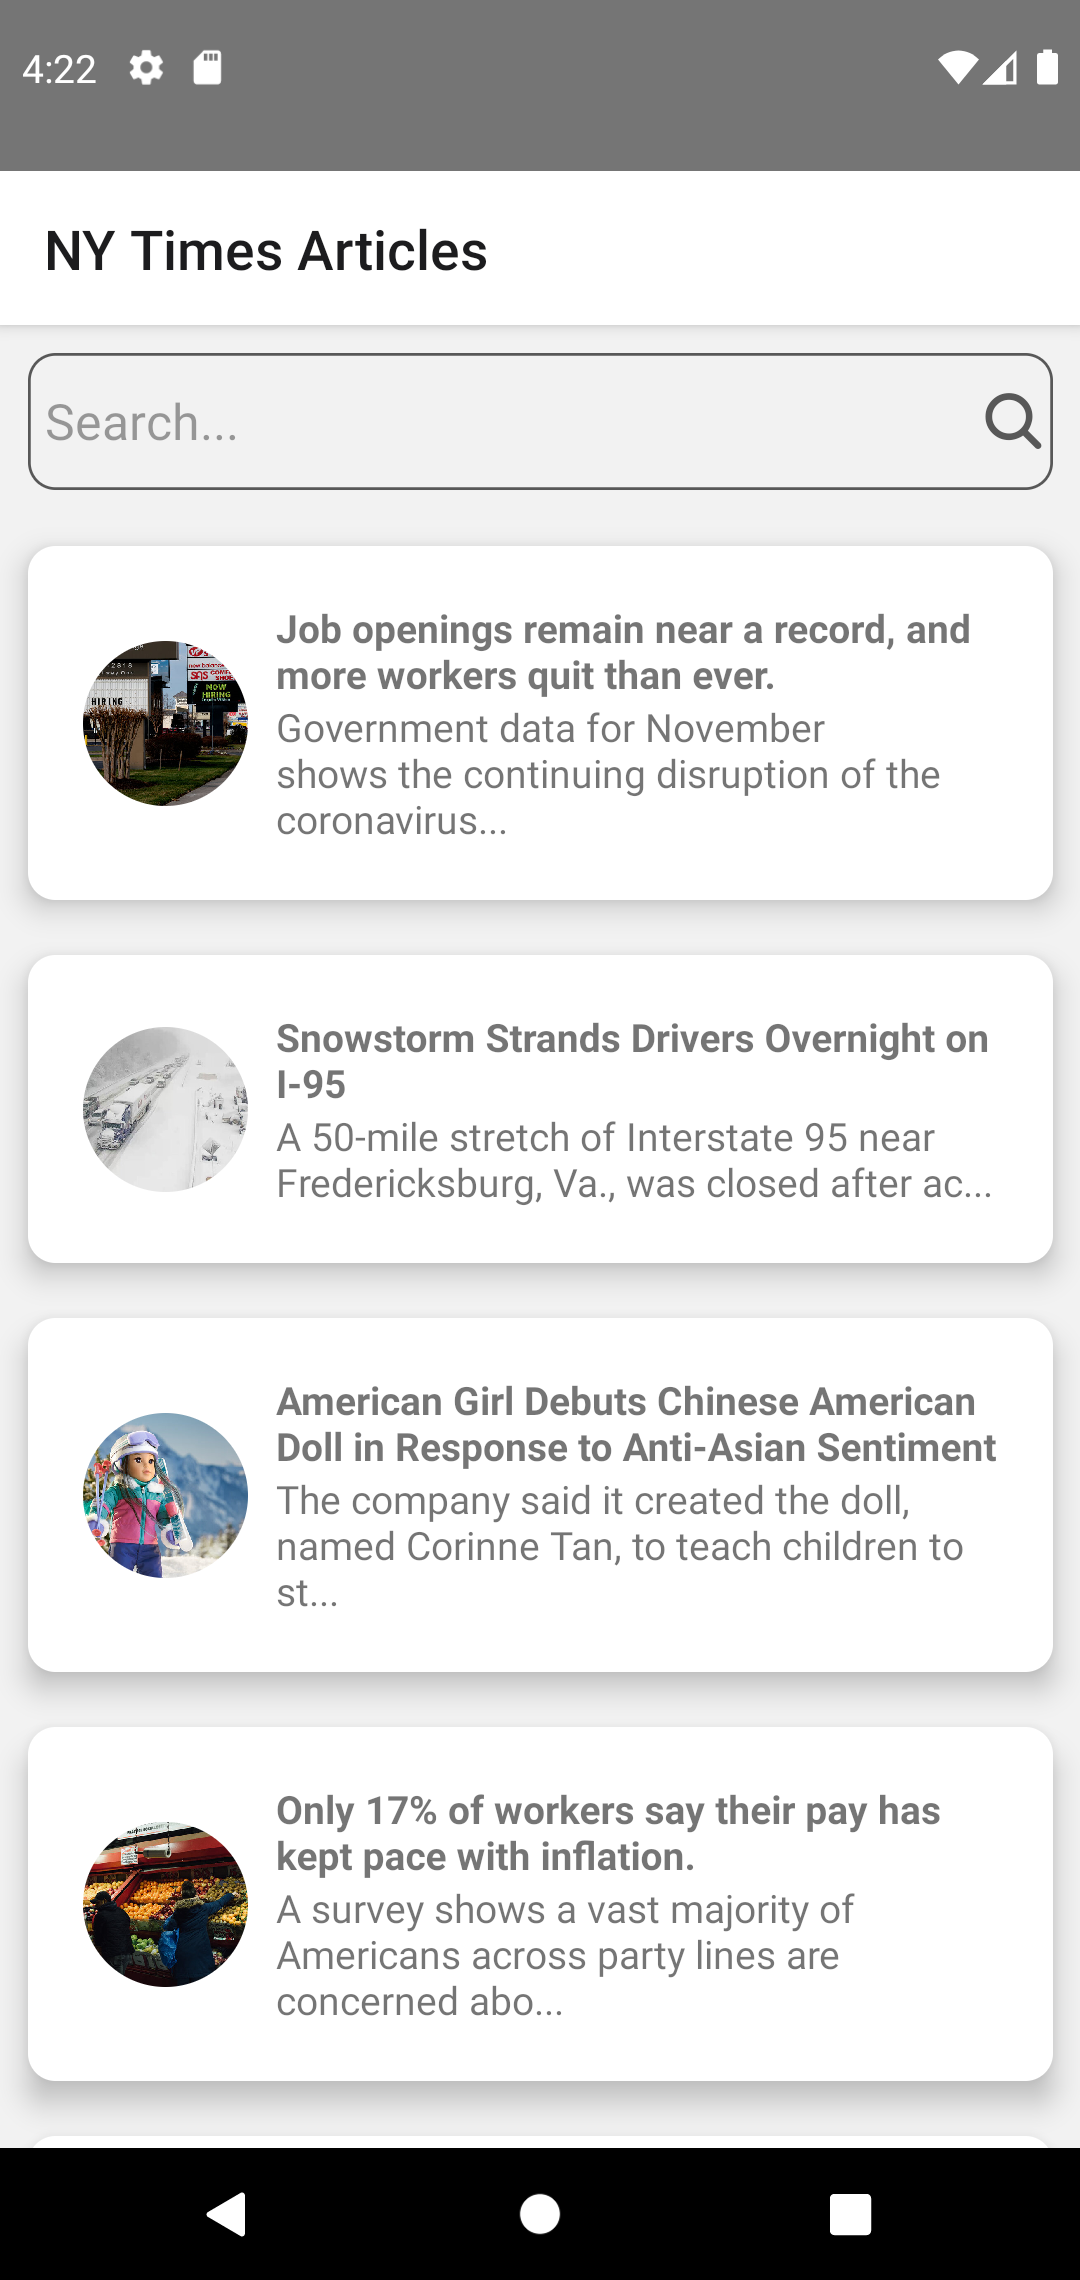 4:22
NY Times Articles
Search...
Job openings remain near a record, and
more workers quit than ever.
Government data for November
shows the continuing disruption of the
coronavirus...
HIRING
NOW
HIRING
Snowstorm Strands Drivers Overnight on
I-95
A 50-mile stretch of Interstate 95 near
Fredericksburg, Va., was closed after ac...
American Girl Debuts Chinese American
Doll in Response to Anti-Asian Sentiment
The company said it created the doll,
named Corinne Tan, to teach children to
st...
Only 17% of workers say their pay has
kept pace with inflation.
A survey shows a vast majority of
Americans across party lines are
concerned abo...